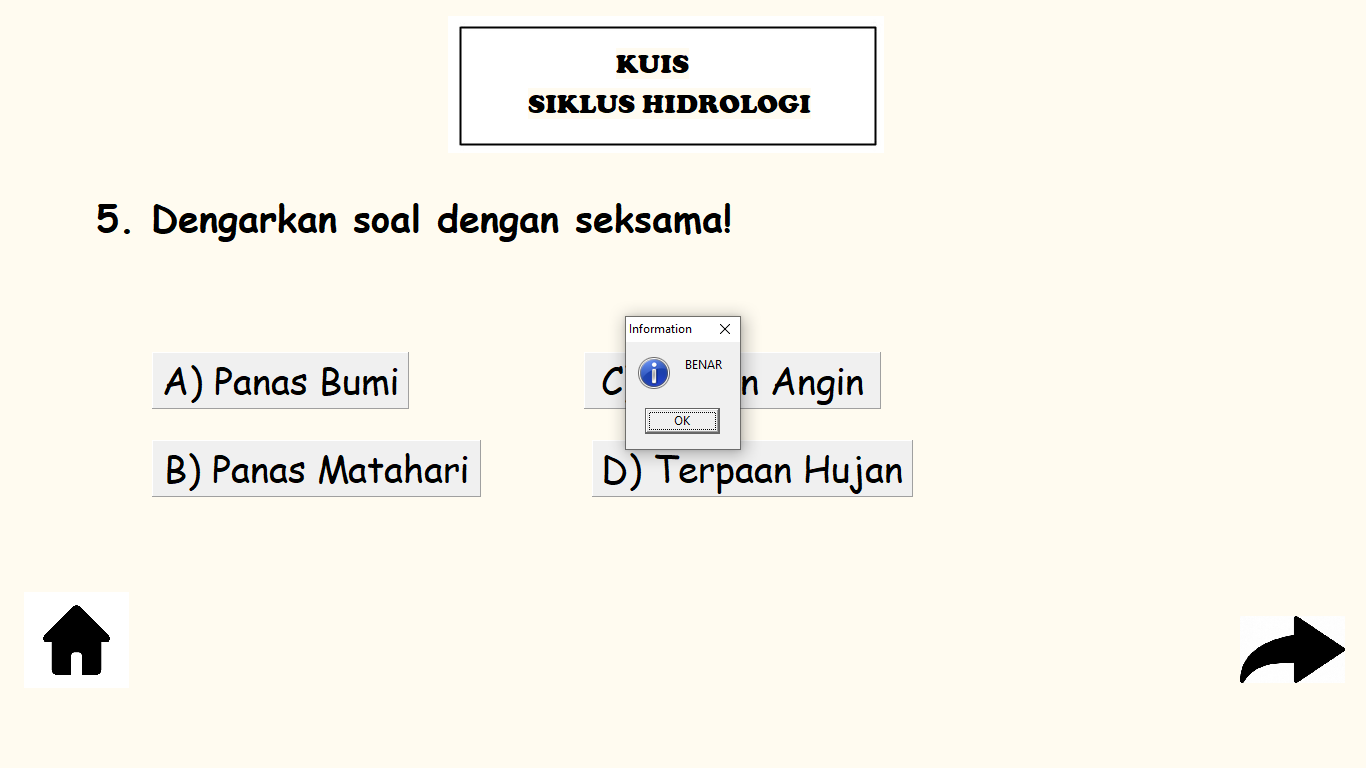 KUIS
SIKLUS HIDROLOGI
5. Dengarkan soal dengan seksama!
Information
BENAR
OK
A) Panas Bumi
Angin
B) Panas Matahari
D) Terpaan Hujan